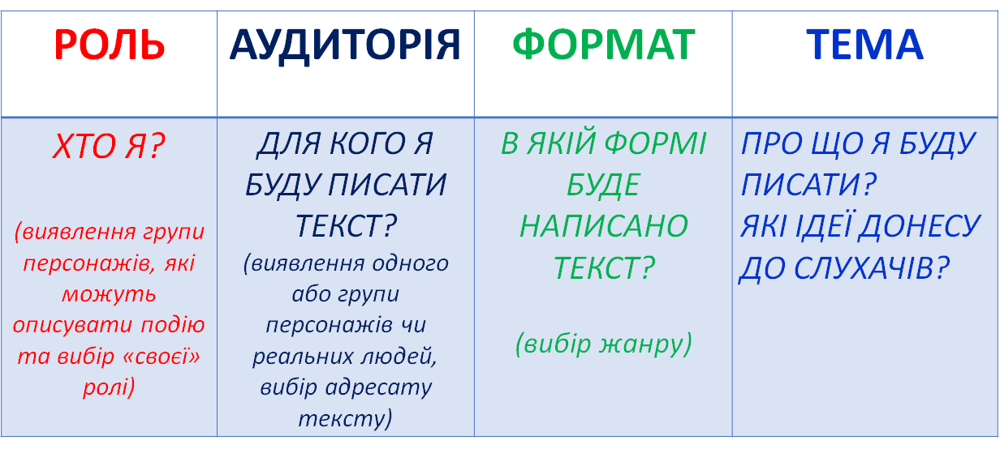 РОЛЬ
АУДИТОРІЯ
ФОРМАТ
ТЕМА
ХТО Я?
(виявлення групи
персонажів, які
можуть
описувати подію
та вибір «своєї»
ролі)
ДЛЯ КОГО Я
БУДУ ПИСАТИ
ТЕКСТ?
(виявлення одного
або групи
персонажів чи
реальних людей,
вибір адресату
тексту)
В ЯКІЙ ФОРМІ
БУДЕ
НАПИСАНО
ТЕКСТ?
(вибір жанру)
ПРО ЩО Я БУДУ
ПИСАТИ?
ЯКІ ІДЕЇ ДОНЕСУ
ДО СЛУХАЧІВ?